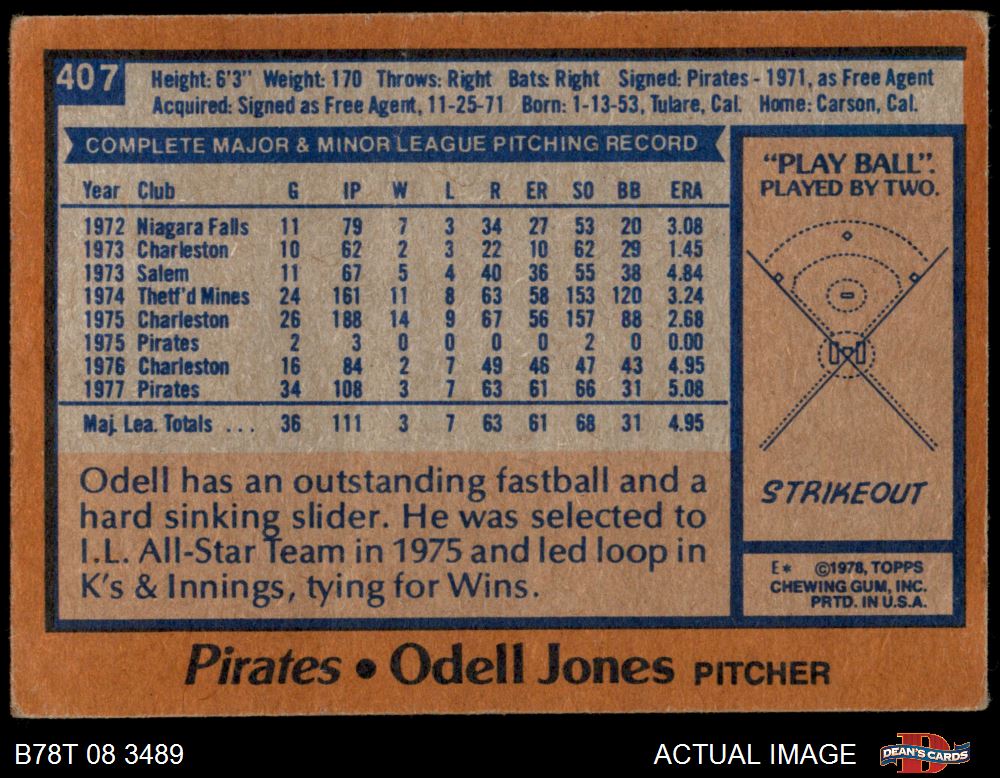 407
Height: 6'3" Weight: 170 Throws: Right Bats: Right Signed: Pirates - 1971, as Free Agent
Acquired: Signed as Free Agent, 11-25-71 Born: 1-13-53, Tulare, Cal. Home: Carson, Cal.
COMPLETE MAJOR & MINOR LEAGUE PITCHING RECORD
Year Club G IP W L R ER SO BB ERA
1972 Niagara Falls 11 79 7 3 34 27 53 20 3.08
1973 Charleston 10 62 2 3 22 10 62 29 1.45
1973 Salem 11 67 5 4 40 36 55 38 4.84
1974 Thetf'd Mines 24 161 11 8 63 58 153 120 3.24
1975 Charleston 26 188 14 9 67 56 157 88 2.68
1975 Pirates 2 3 0 0 0 0 2 0 0.00
1976 Charleston 16 84 2 7 49 46 47 43 4.95
1977 Pirates 34 108 3 7 63 61 66 31 5.08
Maj. Lea. Totals ... 36 111 3 7 63 61 68 31 4.95
Odell has an outstanding fastball and a
hard sinking slider. He was selected to
I.L. All-Star Team in 1975 and led loop in
K's & Innings, tying for Wins.
"PLAY BALL".
PLAYED BY TWO.
STRIKEOUT
E* ©1978, TOPPS
CHEWING GUM, INC.
PRTD. IN U.S.A.
Pirates • Odell Jones PITCHER
B78T 08 3489
ACTUAL IMAGE
DEAN'S CARDS